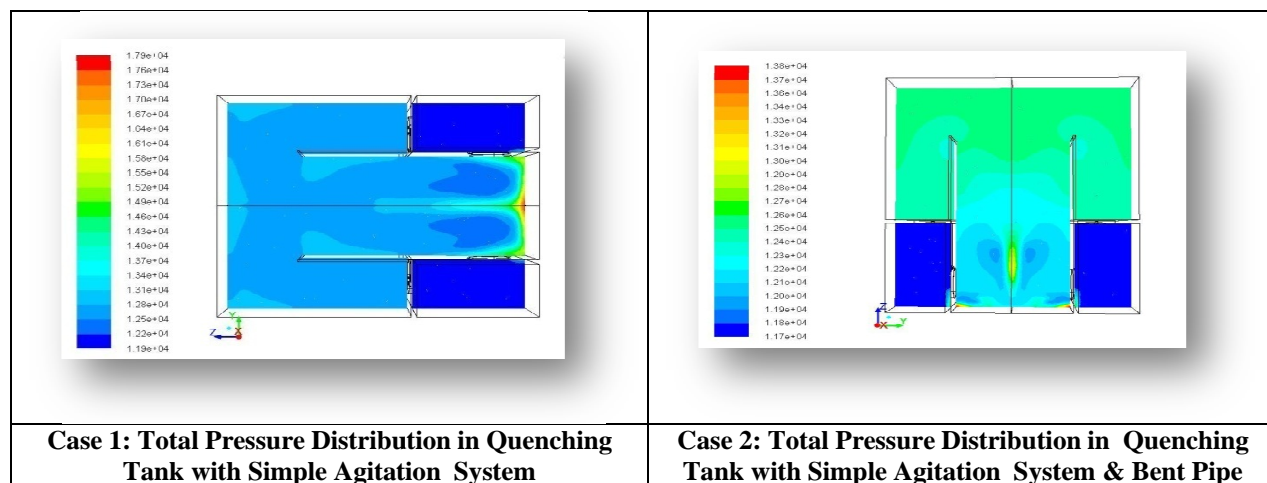 1.79e+04
1.76e+04
1.73e+04
1.70e+04
1.67e+04
1.04e+04
1.61e+04
1.58e+04
1.55e+04
1.52e+04
1.49e+04
1.46e+04
1.43e+04
1.40e+04
1.37e+04
1.34e+04
1.31e+04
1.28e+04
1.25e+04
1.22e+04
1.19e+04
Z
Y
X
1.38e+04
1.37e+04
1.36e+04
1.34e+04
1.33e+04
1.32e+04
1.31e+04
1.30e+04
1.20e+04
1.28e+04
1.27e+04
1.26e+04
1.25e+04
1.24e+04
1.23e+04
1.22e+04
1.21e+04
1.20e+04
1.19e+04
1.18e+04
1.17e+04
Z
X
Y
Case 1: Total Pressure Distribution in Quenching
Tank with Simple Agitation System
Case 2: Total Pressure Distribution in Quenching
Tank with Simple Agitation System & Bent Pipe